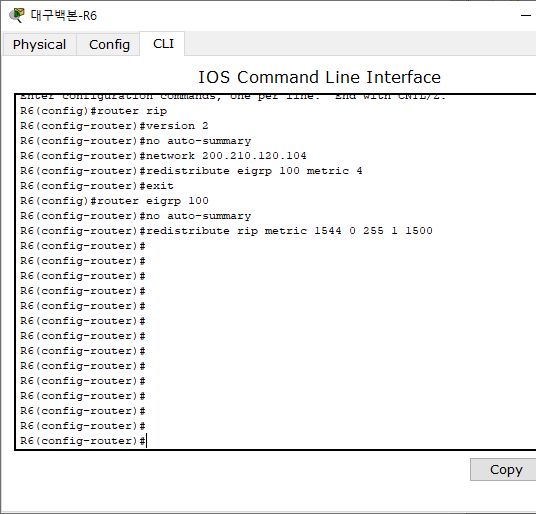 대구백본-R6
Physical Config CLI
IOS Command Line Interface
Enter configuration commands, one per line. End with CNTL/Z.
R6(config)#router rip
R6(config-router)#version 2
R6(config-router)#no auto-summary
R6(config-router)#network 200.210.120.104
R6(config-router)#redistribute eigrp 100 metric 4
R6(config-router)#exit
R6(config)#router eigrp 100
R6(config-router)#no auto-summary
R6(config-router)#redistribute rip metric 1544 0 255 1 1500
R6(config-router)#
R6(config-router)#
R6(config-router)#
R6(config-router)#
R6(config-router)#
R6(config-router)#
R6(config-router)#
R6(config-router)#
R6(config-router)#
R6(config-router)#
R6(config-router)#
R6(config-router)#
R6(config-router)#
R6(config-router)#
Copy